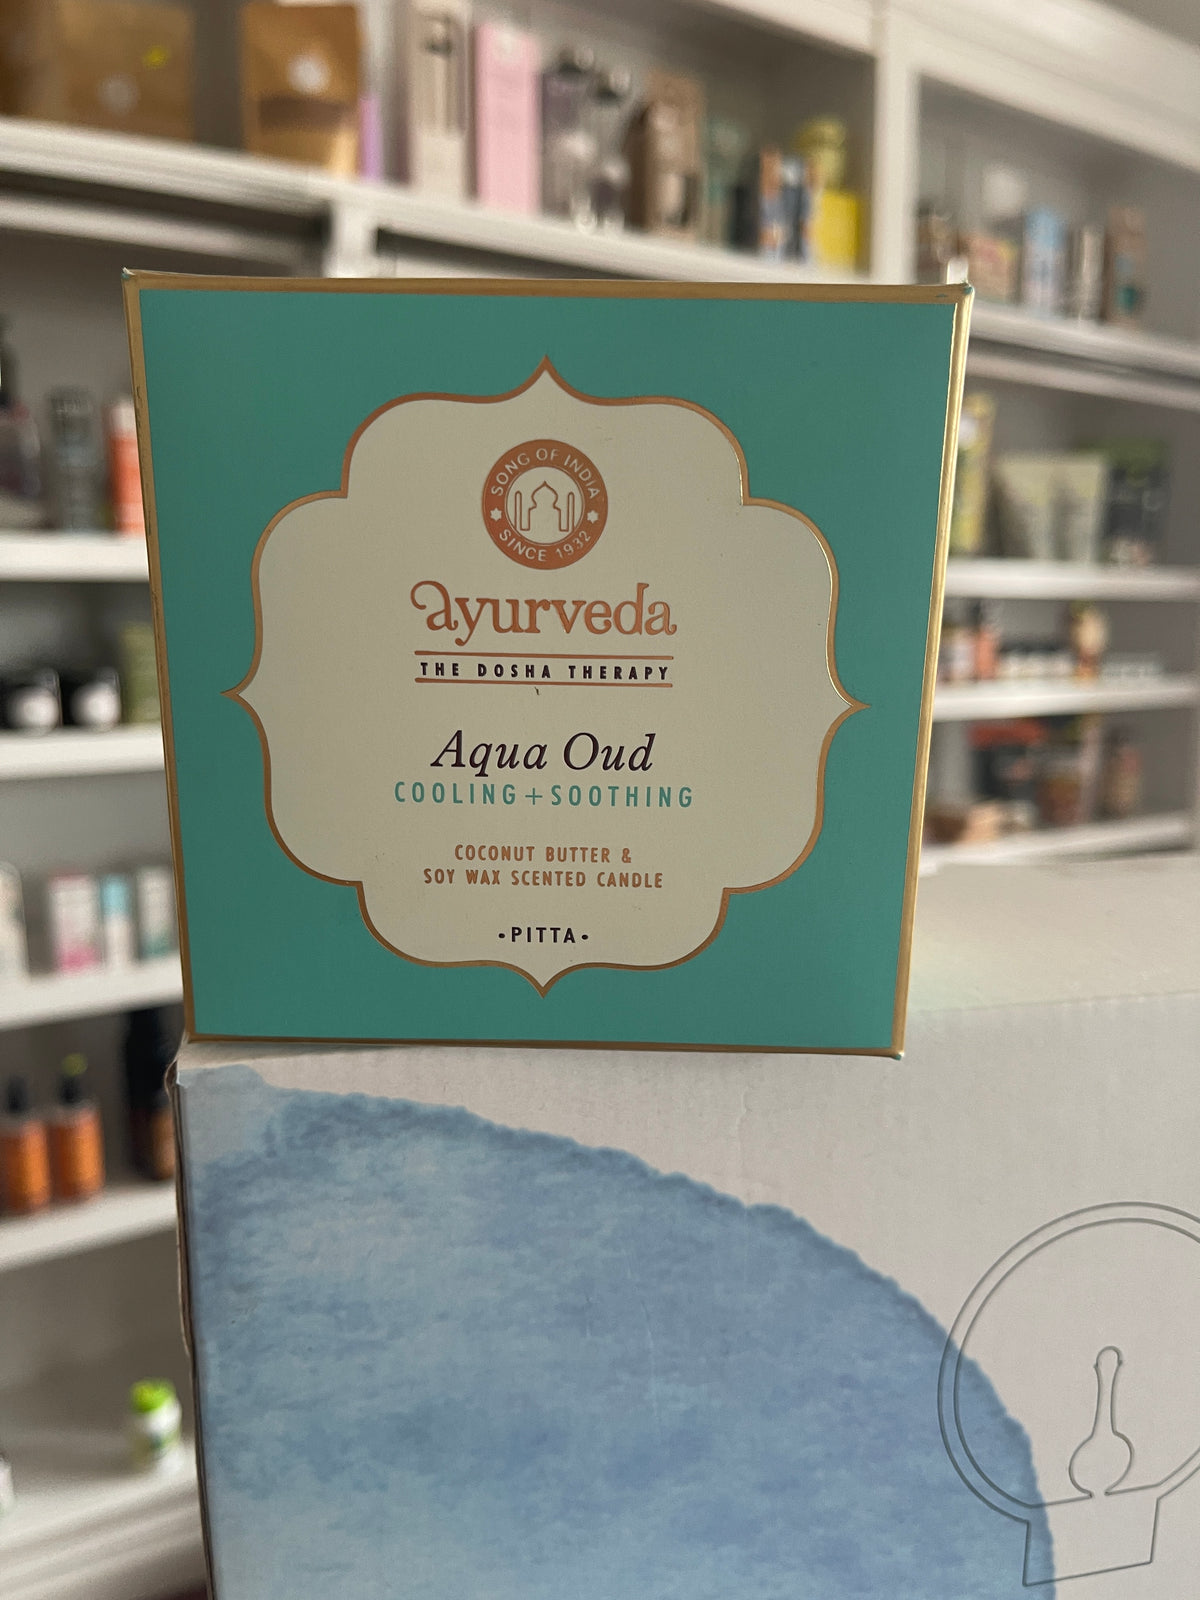 SONG OF INDIA
SINCE 1932
ayurveda
THE DOSHA THERAPY
Aqua Oud
COOLING+SOOTHING
COCONUT BUTTER &
SOY WAX SCENTED CANDLE
•PITTA•